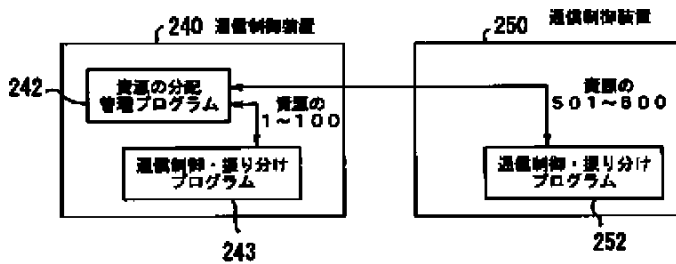 240 通信制御装置
250 通信制御装置
242
資源の分配
管理プログラム
資源の
1~100
資源の
501~600
通信制御・振り分け
プログラム
通信制御・振り分け
プログラム
243
252